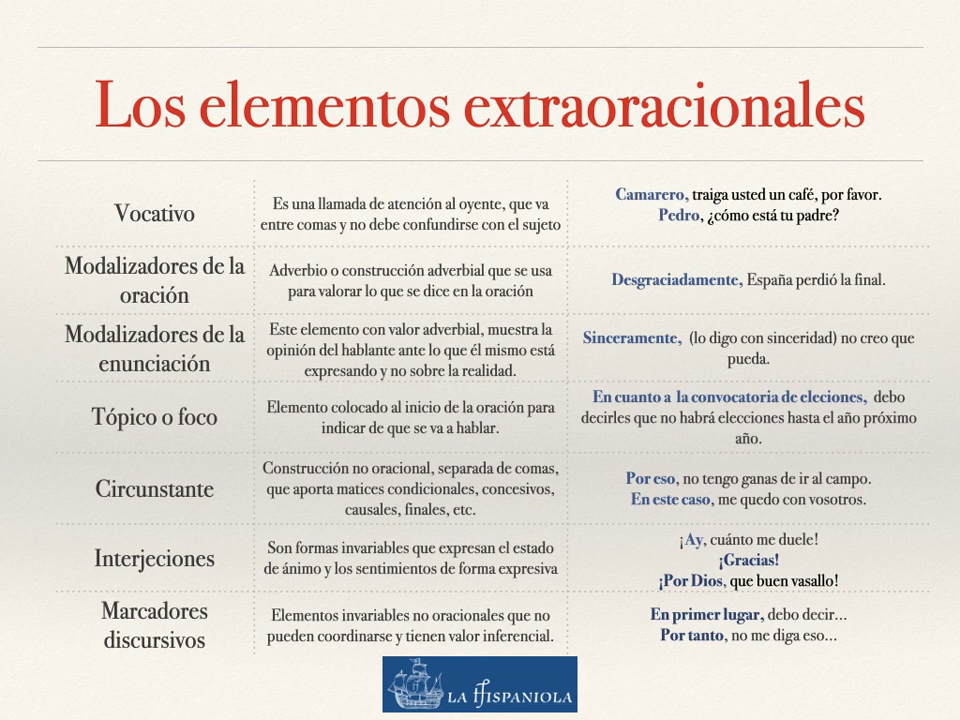 Los elementos extraoracionales
Vocativo
Es una llamada de atención al oyente, que va
entre comas y no debe confundirse con el sujeto
Camarero, traiga usted un café, por favor.
Pedro, ¿cómo está tu padre?
Modalizadores de la
oración
Adverbio o construcción adverbial que se usa
para valorar lo que se dice en la oración
Desgraciadamente, España perdió la final.
Modalizadores de la
enunciación
Este elemento con valor adverbial, muestra la
opinión del hablante ante lo que él mismo está
expresando y no sobre la realidad.
Sinceramente, (lo digo con sinceridad) no creo que
pueda.
Tópico o foco
Elemento colocado al inicio de la oración para
indicar de que se va a hablar.
En cuanto a la convocatoria de eleciones, debo
decirles que no habrá elecciones hasta el año próximo
año.
Circunstante
Construcción no oracional, separada de comas,
que aporta matices condicionales, concesivos,
causales, finales, etc.
Por eso, no tengo ganas de ir al campo.
En este caso, me quedo con vosotros.
Interjeciones
Son formas invariables que expresan el estado
de ánimo y los sentimientos de forma expresiva
¡Ay, cuánto me duele!
¡Gracias!
¡Por Dios, que buen vasallo!
Marcadores
discursivos
Elementos invariables no oracionales que no
pueden coordinarse y tienen valor inferencial.
En primer lugar, debo decir...
Por tanto, no me diga eso...
LA HISPANIOLA